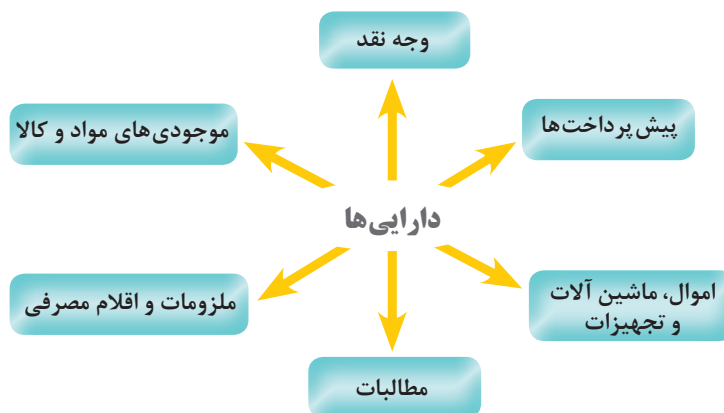 وجه نقد
پیش‌پرداخت‌ها
موجودی‌های مواد و کالا
دارایی‌ها
اموال، ماشین آلات
و تجهیزات
ملزومات و اقلام مصرفی
مطالبات